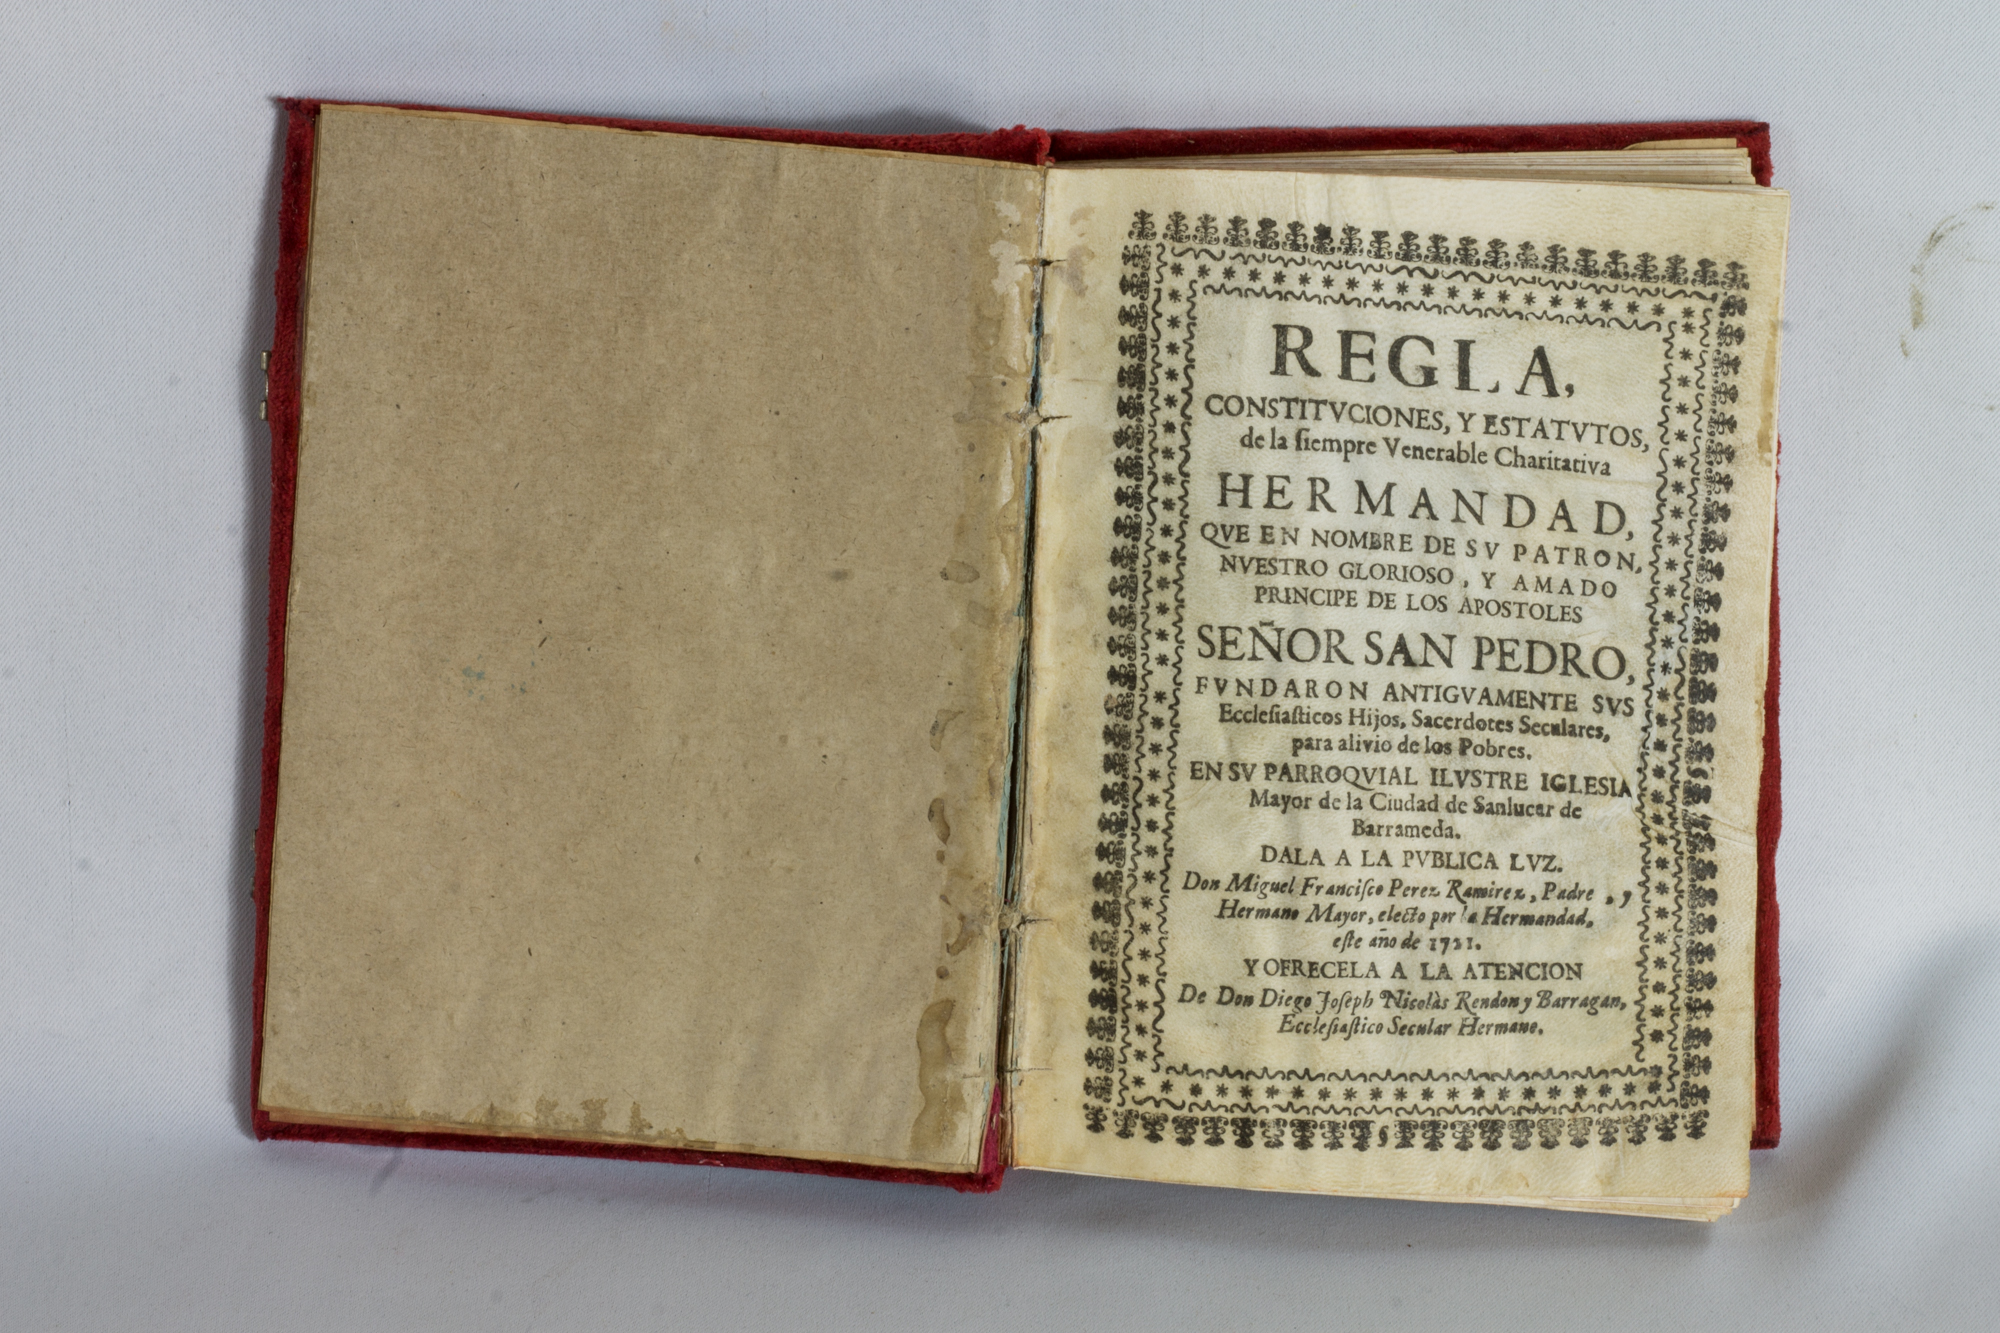 REGLA,
CONSTITVCIONES, Y ESTATVTOS,
de la ſiempre Venerable Charitativa
HERMANDAD,
QVE EN NOMBRE DE SV PATRON,
NVESTRO GLORIOSO, Y AMADO
PRINCIPE DE LOS APOSTOLES
SEÑOR SAN PEDRO,
FVNDARON ANTIGVAMENTE SVS
Eccleſiaſticos Hijos, Sacerdotes Seculares,
para alivio de los Pobres.
EN SV PARROQVIAL ILVSTRE IGLESIA
Mayor de la Ciudad de Sanlucar de
Barrameda.
DALA A LA PVBLICA LVZ.
Don Miguel Franciſco Perez Ramirez, Padre, y
Hermano Mayor, electo por la Hermandad,
eſte año de 1721.
Y OFRECELA A LA ATENCION
De Don Diego Joſeph Nicolàs Rendon y Barragan,
Eccleſiaſtico Secular Hermano.